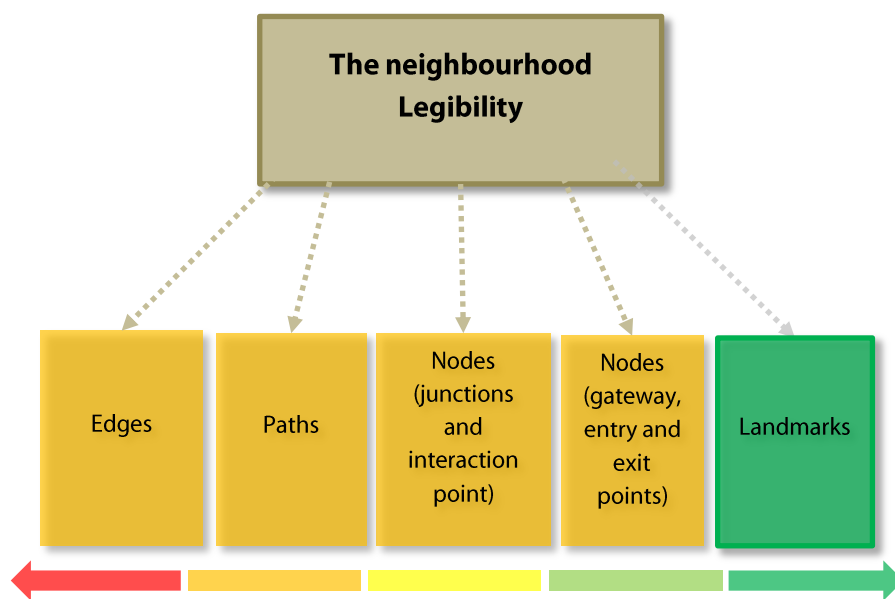 The neighbourhood
Legibility
Edges
Paths
Nodes
(junctions
and
interaction
point)
Nodes
(gateway,
entry and
exit
points)
Landmarks